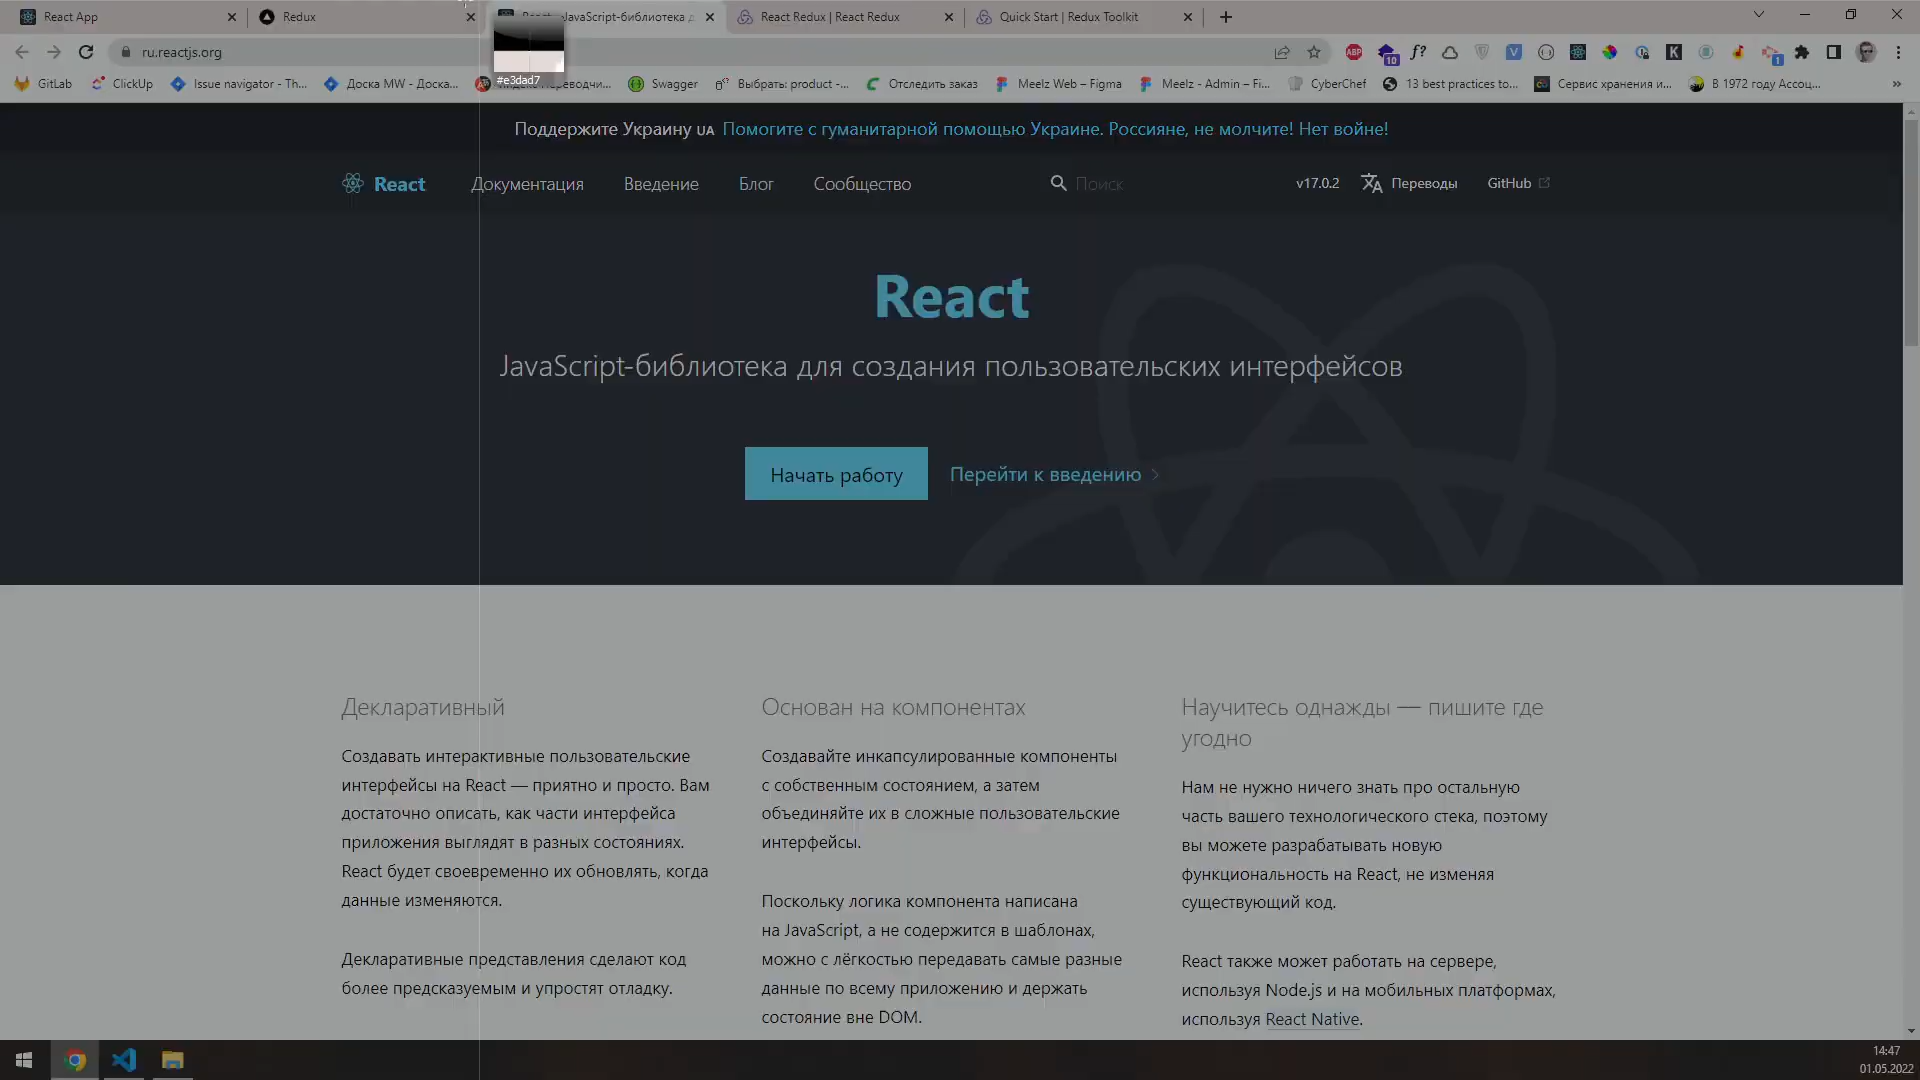 React App
Redux
JavaScript-библиотека д
React Redux | React Redux
Quick Start | Redux Toolkit
#e3dad7
ru.reactjs.org
GitLab
ClickUp
Issue navigator - Th...
Доска MW - Доска...
Swagger
Выбрать: product -...
Отследить заказ
Meelz Web – Figma
Meelz - Admin – Fi...
CyberChef
13 best practices to...
Сервис хранения и...
В 1972 году Ассоц...
Поддержите Украину UA Помогите с гуманитарной помощью Украине. Россияне, не молчите! Нет войне!
React
Документация
Введение
Блог
Сообщество
Поиск
v17.0.2
Переводы
GitHub
React
JavaScript-библиотека для создания пользовательских интерфейсов
Начать работу
Перейти к введению
Декларативный
Создавать интерактивные пользовательские
интерфейсы на React — приятно и просто. Вам
достаточно описать, как части интерфейса
приложения выглядят в разных состояниях.
React будет своевременно их обновлять, когда
данные изменяются.
Декларативные представления сделают код
более предсказуемым и упростят отладку.
Основан на компонентах
Создавайте инкапсулированные компоненты
с собственным состоянием, а затем
объединяйте их в сложные пользовательские
интерфейсы.
Поскольку логика компонента написана
на JavaScript, а не содержится в шаблонах,
можно с лёгкостью передавать самые разные
данные по всему приложению и держать
состояние вне DOM.
Научитесь однажды — пишите где
угодно
Нам не нужно ничего знать про остальную
часть вашего технологического стека, поэтому
вы можете разрабатывать новую
функциональность на React, не изменяя
существующий код.
React также может работать на сервере,
используя Node.js и на мобильных платформах,
используя React Native.
14:47
01.05.2022